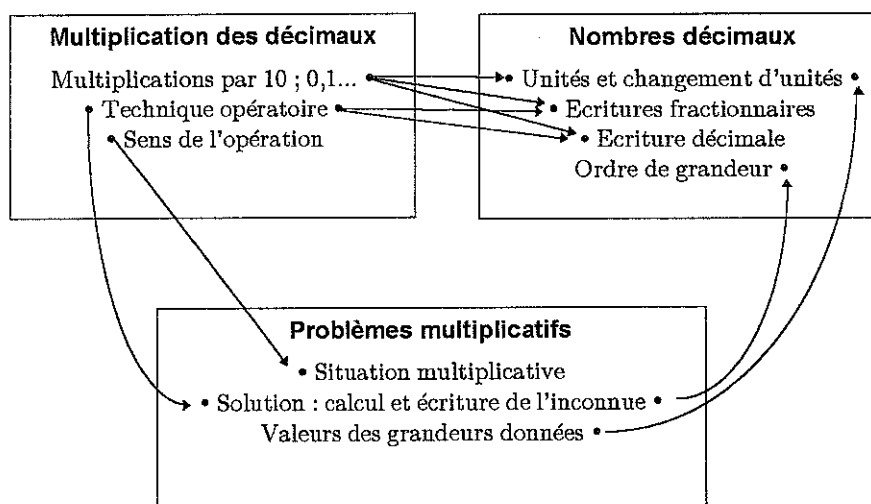 Multiplication des décimaux
Multiplications par 10 ; 0,1...
• Technique opératoire •
• Sens de l'opération
Nombres décimaux
• Unités et changement d'unités •
• Ecritures fractionnaires
• Ecriture décimale
Ordre de grandeur •
Problèmes multiplicatifs
• Situation multiplicative
• Solution : calcul et écriture de l'inconnue •
Valeurs des grandeurs données •